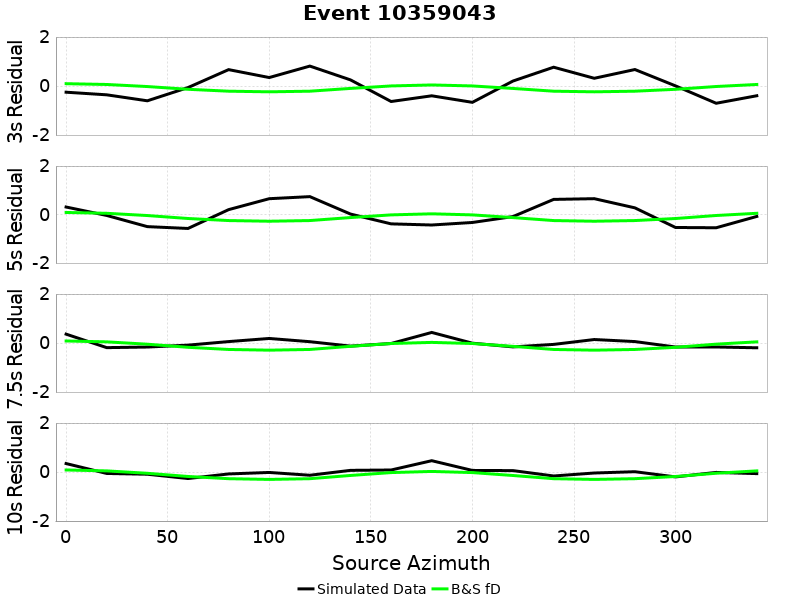 Event 10359043
3s Residual
2
0
-2
5s Residual
2
0
-2
7.5s Residual
2
0
-2
10s Residual
2
0
-2
0 50 100 150 200 250 300
Source Azimuth
Simulated Data B&S fD